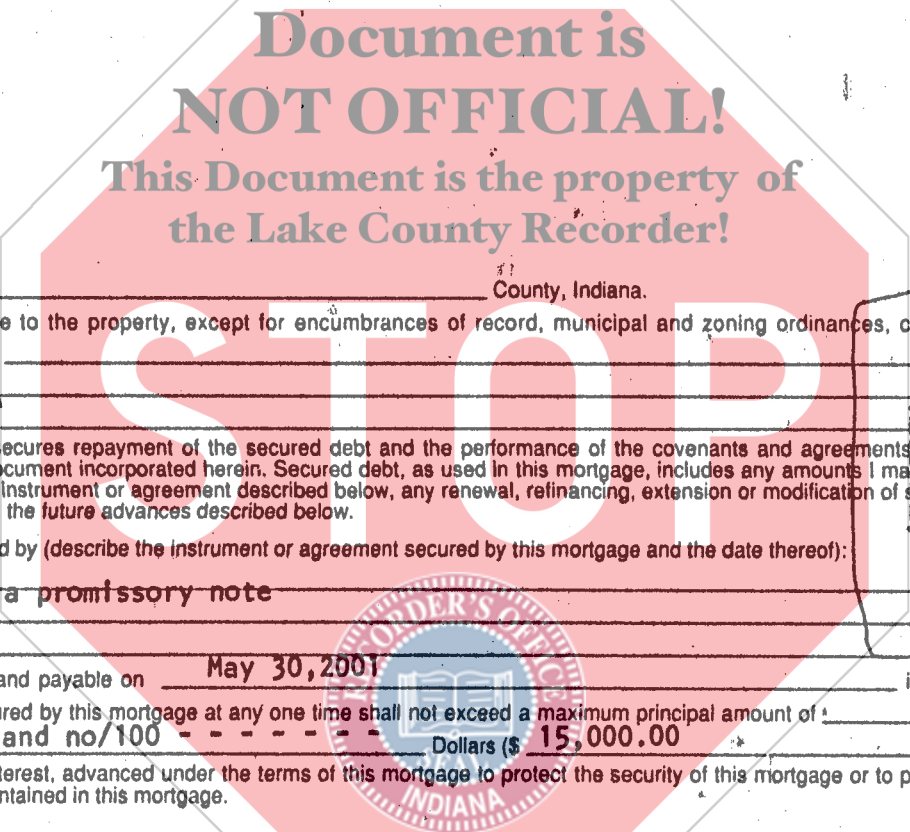 Document is
NOT OFFICIAL!
This Document is the property of
the Lake County Recorder!
County, Indiana.
e to the property, except for encumbrances of record, municipal and zoning ordinances, c
ecures repayment of the secured debt and the performance of the covenants and agreements
ocument incorporated herein. Secured debt, as used in this mortgage, includes any amounts I ma
instrument or agreement described below, any renewal, refinancing, extension or modification of s
the future advances described below.
STOP
d by (describe the instrument or agreement secured by this mortgage and the date thereof):
a promissory note
RECORDER'S OFFICE
and payable on May 30,2001 i
ured by this mortgage at any one time shall not exceed a maximum principal amount of
and no/100 - - - - - - - Dollars ($ 15,000.00
SEAL
terest, advanced under the terms of this mortgage to protect the security of this mortgage or to p
ntained in this mortgage.
INDIANA